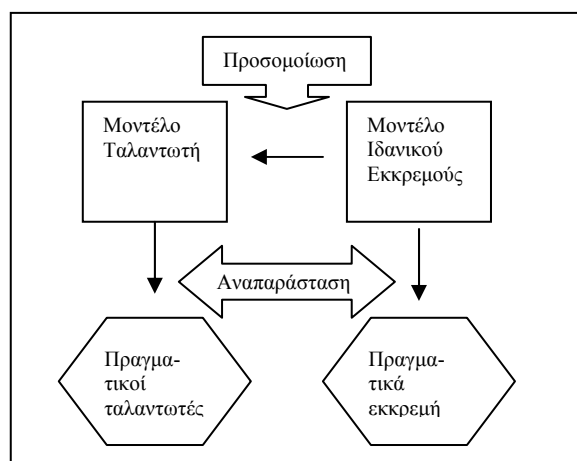 Προσομοίωση
Μοντέλο
Ταλαντωτή
Μοντέλο
Ιδανικού
Εκκρεμούς
Αναπαράσταση
Πραγμα-
τικοί
ταλαντωτές
Πραγμα-
τικά
εκκρεμή